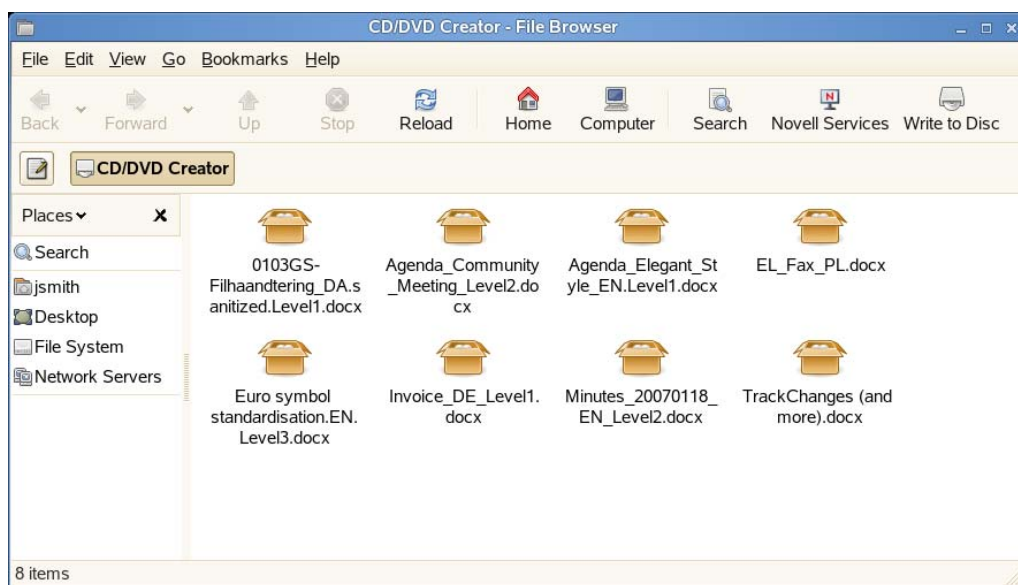 CD/DVD Creator - File Browser
File Edit View Go Bookmarks Help
Back Forward Up Stop Reload Home Computer Search Novell Services Write to Disc
CD/DVD Creator
Places
Search
jsmith
Desktop
File System
Network Servers
0103GS-
Filhaandtering_DA.s
anitized.Level1.docx
Agenda_Community
_Meeting_Level2.do
cx
Agenda_Elegant_St
yle_EN.Level1.docx
EL_Fax_PL.docx
Euro symbol
standardisation.EN.
Level3.docx
Invoice_DE_Level1.
docx
Minutes_20070118_
EN_Level2.docx
TrackChanges (and
more).docx
8 items